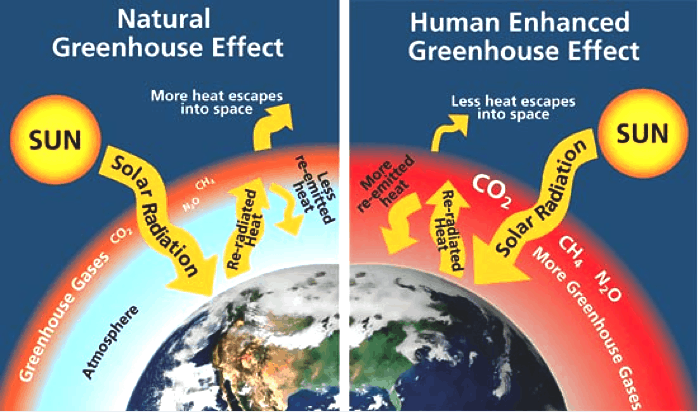 Natural
Greenhouse Effect
More heat escapes
into space
SUN
Solar Radiation
CH₄
N₂O
CO₂
Greenhouse Gases
Atmosphere
Re-radiated
Heat
Less
re-emitted
heat
Human Enhanced
Greenhouse Effect
Less heat escapes
into space
SUN
More
re-emitted
heat
Re-radiated
Heat
CO₂
Solar Radiation
CH₄ N₂O
More Greenhouse Gases